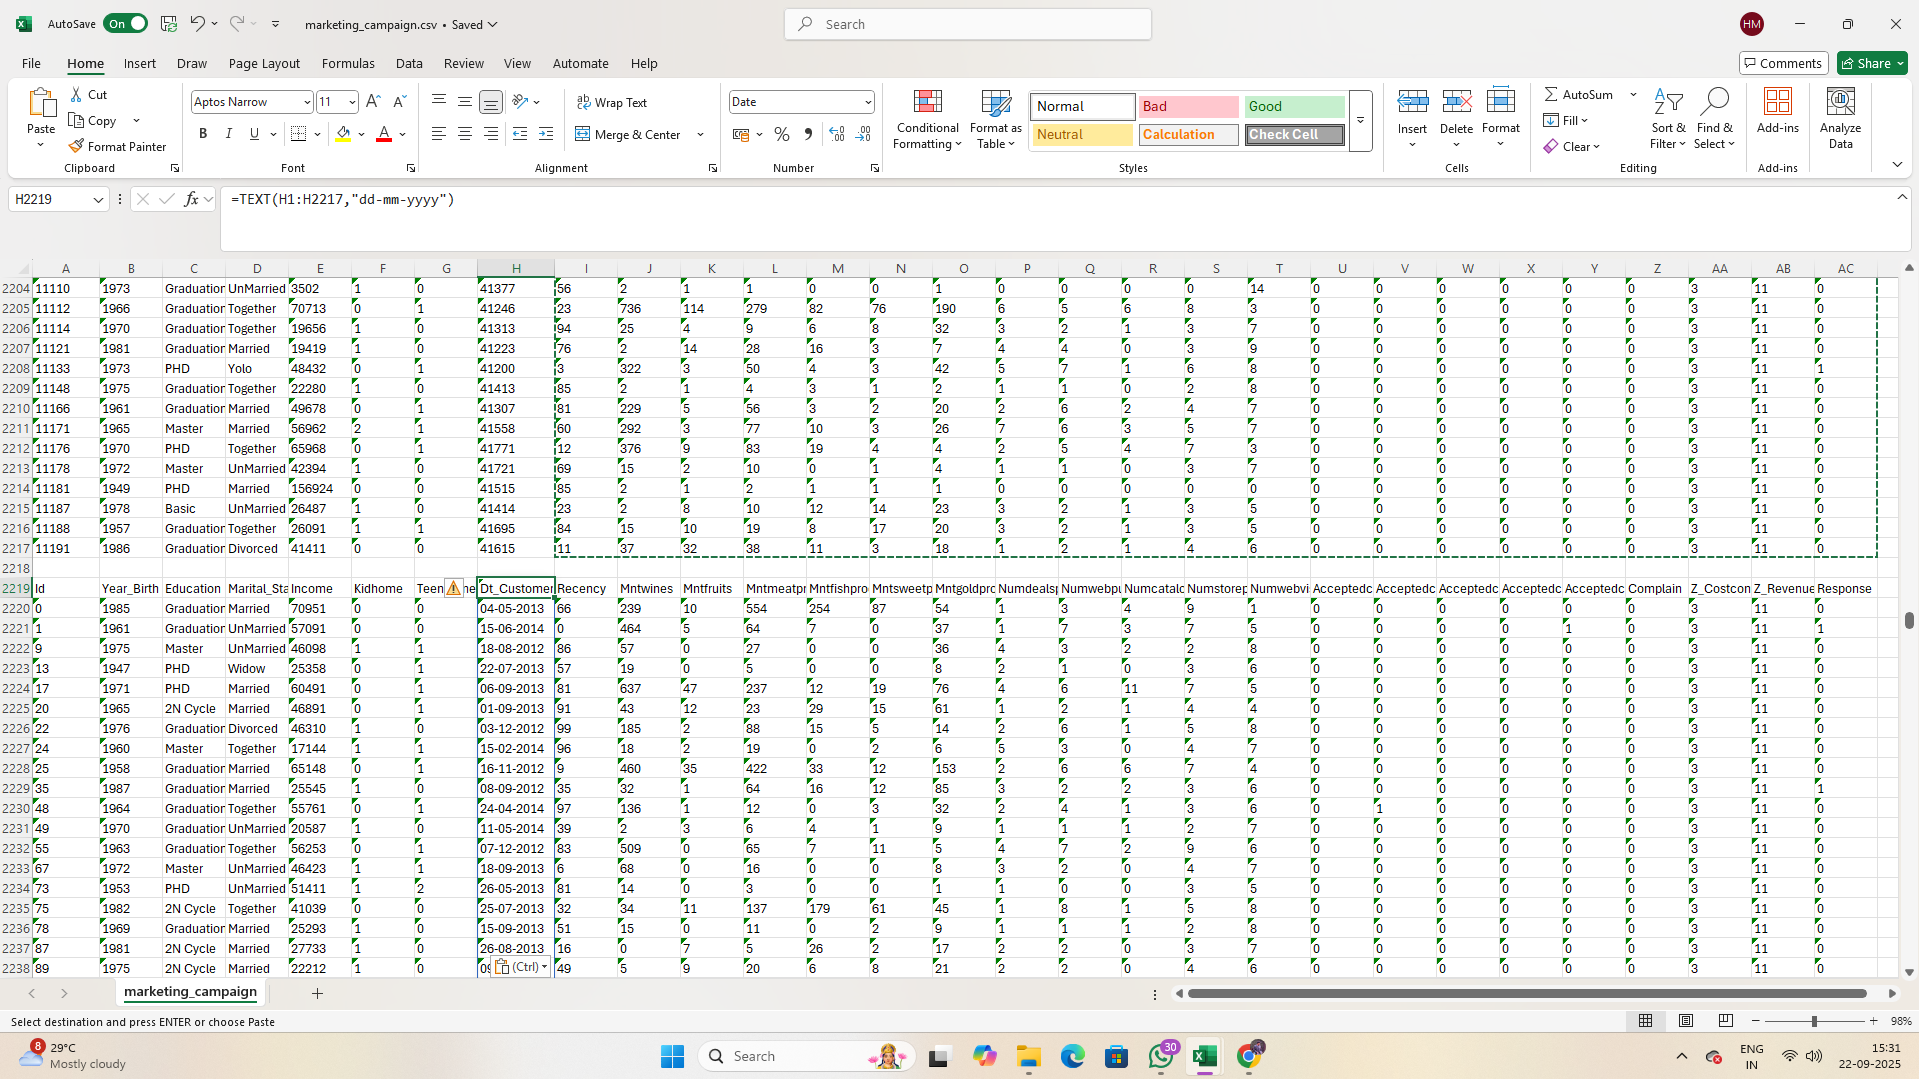 AutoSave On marketing_campaign.csv • Saved Search HM
File Home Insert Draw Page Layout Formulas Data Review View Automate Help Comments Share
Paste Cut Copy Format Painter Clipboard
Aptos Narrow 11 B I U Font
Wrap Text Merge & Center Alignment
Date % Number
Conditional Formatting Format as Table Normal Bad Good Neutral Calculation Check Cell Styles
Insert Delete Format Cells
AutoSum Fill Clear Sort & Filter Find & Select Editing
Add-ins Add-ins Analyze Data
H2219 fx =TEXT(H1:H2217,"dd-mm-yyyy")
A B C D E F G H I J K L M N O P Q R S T U V W X Y Z AA AB AC
2204 11110 1973 Graduation UnMarried 3502 1 0 41377 56 2 1 1 0 0 1 0 0 0 0 14 0 0 0 0 0 0 3 11 0
2205 11112 1966 Graduation Together 70713 0 1 41246 23 736 114 279 82 76 190 6 5 6 8 3 0 0 0 0 0 0 3 11 0
2206 11114 1970 Graduation Together 19656 1 0 41313 94 25 4 9 6 8 32 3 2 1 3 7 0 0 0 0 0 0 3 11 0
2207 11121 1981 Graduation Married 19419 1 0 41223 76 2 14 28 16 3 7 4 4 0 3 9 0 0 0 0 0 0 3 11 0
2208 11133 1973 PHD Yolo 48432 0 1 41200 3 322 3 50 4 3 42 5 7 1 6 8 0 0 0 0 0 0 3 11 1
2209 11148 1975 Graduation Together 22280 1 0 41413 85 2 1 4 3 1 2 1 1 0 2 8 0 0 0 0 0 0 3 11 0
2210 11166 1961 Graduation Married 49678 0 1 41307 81 229 5 56 3 2 20 2 6 2 4 7 0 0 0 0 0 0 3 11 0
2211 11171 1965 Master Married 56962 2 1 41558 60 292 3 77 10 3 26 7 6 3 5 7 0 0 0 0 0 0 3 11 0
2212 11176 1970 PHD Together 65968 0 1 41771 12 376 9 83 19 4 4 2 5 4 7 3 0 0 0 0 0 0 3 11 0
2213 11178 1972 Master UnMarried 42394 1 0 41721 69 15 2 10 0 1 4 1 1 0 3 7 0 0 0 0 0 0 3 11 0
2214 11181 1949 PHD Married 156924 0 0 41515 85 2 1 2 1 1 1 0 0 0 0 0 0 0 0 0 0 0 3 11 0
2215 11187 1978 Basic UnMarried 26487 1 0 41414 23 2 8 10 12 14 23 3 2 1 3 5 0 0 0 0 0 0 3 11 0
2216 11188 1957 Graduation Together 26091 1 1 41695 84 15 10 19 8 17 20 3 2 1 3 5 0 0 0 0 0 0 3 11 0
2217 11191 1986 Graduation Divorced 41411 0 0 41615 11 37 32 38 11 3 18 1 2 1 4 6 0 0 0 0 0 0 3 11 0
2218
2219 Id Year_Birth Education Marital_Sta Income Kidhome Teen me Dt_Customer Recency Mntwines Mntfruits Mntmeatpr Mntfishpro Mntsweetp Mntgoldpro Numdealsp Numwebpu Numcatalo Numstorep Numwebvi Acceptedc Acceptedc Acceptedc Acceptedc Acceptedc Complain Z_Costcon Z_Revenue Response
2220 0 1985 Graduation Married 70951 0 0 04-05-2013 66 239 10 554 254 87 54 1 3 4 9 1 0 0 0 0 0 0 3 11 0
2221 1 1961 Graduation UnMarried 57091 0 0 15-06-2014 0 464 5 64 7 0 37 1 7 3 7 5 0 0 0 0 1 0 3 11 1
2222 9 1975 Master UnMarried 46098 1 1 18-08-2012 86 57 0 27 0 0 36 4 3 2 2 8 0 0 0 0 0 0 3 11 0
2223 13 1947 PHD Widow 25358 0 1 22-07-2013 57 19 0 5 0 0 8 2 1 0 3 6 0 0 0 0 0 0 3 11 0
2224 17 1971 PHD Married 60491 0 1 06-09-2013 81 637 47 237 12 19 76 4 6 11 7 5 0 0 0 0 0 0 3 11 0
2225 20 1965 2N Cycle Married 46891 0 1 01-09-2013 91 43 12 23 29 15 61 1 2 1 4 4 0 0 0 0 0 0 3 11 0
2226 22 1976 Graduation Divorced 46310 1 0 03-12-2012 99 185 2 88 15 5 14 2 6 1 5 8 0 0 0 0 0 0 3 11 0
2227 24 1960 Master Together 17144 1 1 15-02-2014 96 18 2 19 0 2 6 5 3 0 4 7 0 0 0 0 0 0 3 11 0
2228 25 1958 Graduation Married 65148 0 1 16-11-2012 9 460 35 422 33 12 153 2 6 6 7 4 0 0 0 0 0 0 3 11 0
2229 35 1987 Graduation Married 25545 1 0 08-09-2012 35 32 1 64 16 12 85 3 2 2 3 6 0 0 0 0 0 0 3 11 1
2230 48 1964 Graduation Together 55761 0 1 24-04-2014 97 136 1 12 0 3 32 2 4 1 3 6 0 1 0 0 0 0 3 11 0
2231 49 1970 Graduation UnMarried 20587 1 0 11-05-2014 39 2 3 6 4 1 9 1 1 1 2 7 0 0 0 0 0 0 3 11 0
2232 55 1963 Graduation Together 56253 0 1 07-12-2012 83 509 0 65 7 11 5 4 7 2 9 6 0 0 0 0 0 0 3 11 0
2233 67 1972 Master UnMarried 46423 1 1 18-09-2013 6 68 0 16 0 0 8 3 2 0 4 7 0 0 0 0 0 0 3 11 0
2234 73 1953 PHD UnMarried 51411 1 2 26-05-2013 81 14 0 3 0 0 1 1 0 0 3 5 0 0 0 0 0 0 3 11 0
2235 75 1982 2N Cycle Together 41039 0 0 25-07-2013 32 34 11 137 179 61 45 1 8 1 5 8 0 0 0 0 0 0 3 11 0
2236 78 1969 Graduation Married 25293 1 0 15-09-2013 51 15 0 11 0 2 9 1 1 1 2 8 0 0 0 0 0 0 3 11 0
2237 87 1981 2N Cycle Married 27733 1 0 26-08-2013 16 0 7 5 26 2 17 2 2 0 3 7 0 0 0 0 0 0 3 11 0
2238 89 1975 2N Cycle Married 22212 1 0 09 (Ctrl) 49 5 9 20 6 8 21 2 2 0 4 6 0 0 0 0 0 0 3 11 0
marketing_campaign
Select destination and press ENTER or choose Paste 98%
8 29°C Mostly cloudy Search 30 ENG IN 15:31 22-09-2025